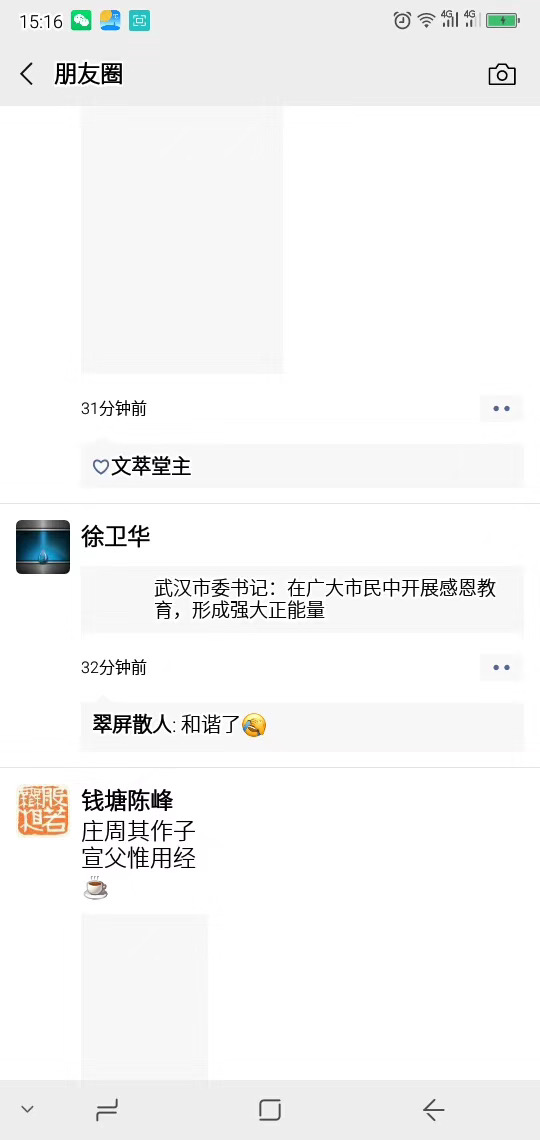 15:16
4G 4G
朋友圈
31分钟前
文萃堂主
徐卫华
武汉市委书记：在广大市民中开展感恩教
育，形成强大正能量
32分钟前
翠屏散人: 和谐了🤣
钱塘陈峰
庄周其作子
宣父惟用经
☕